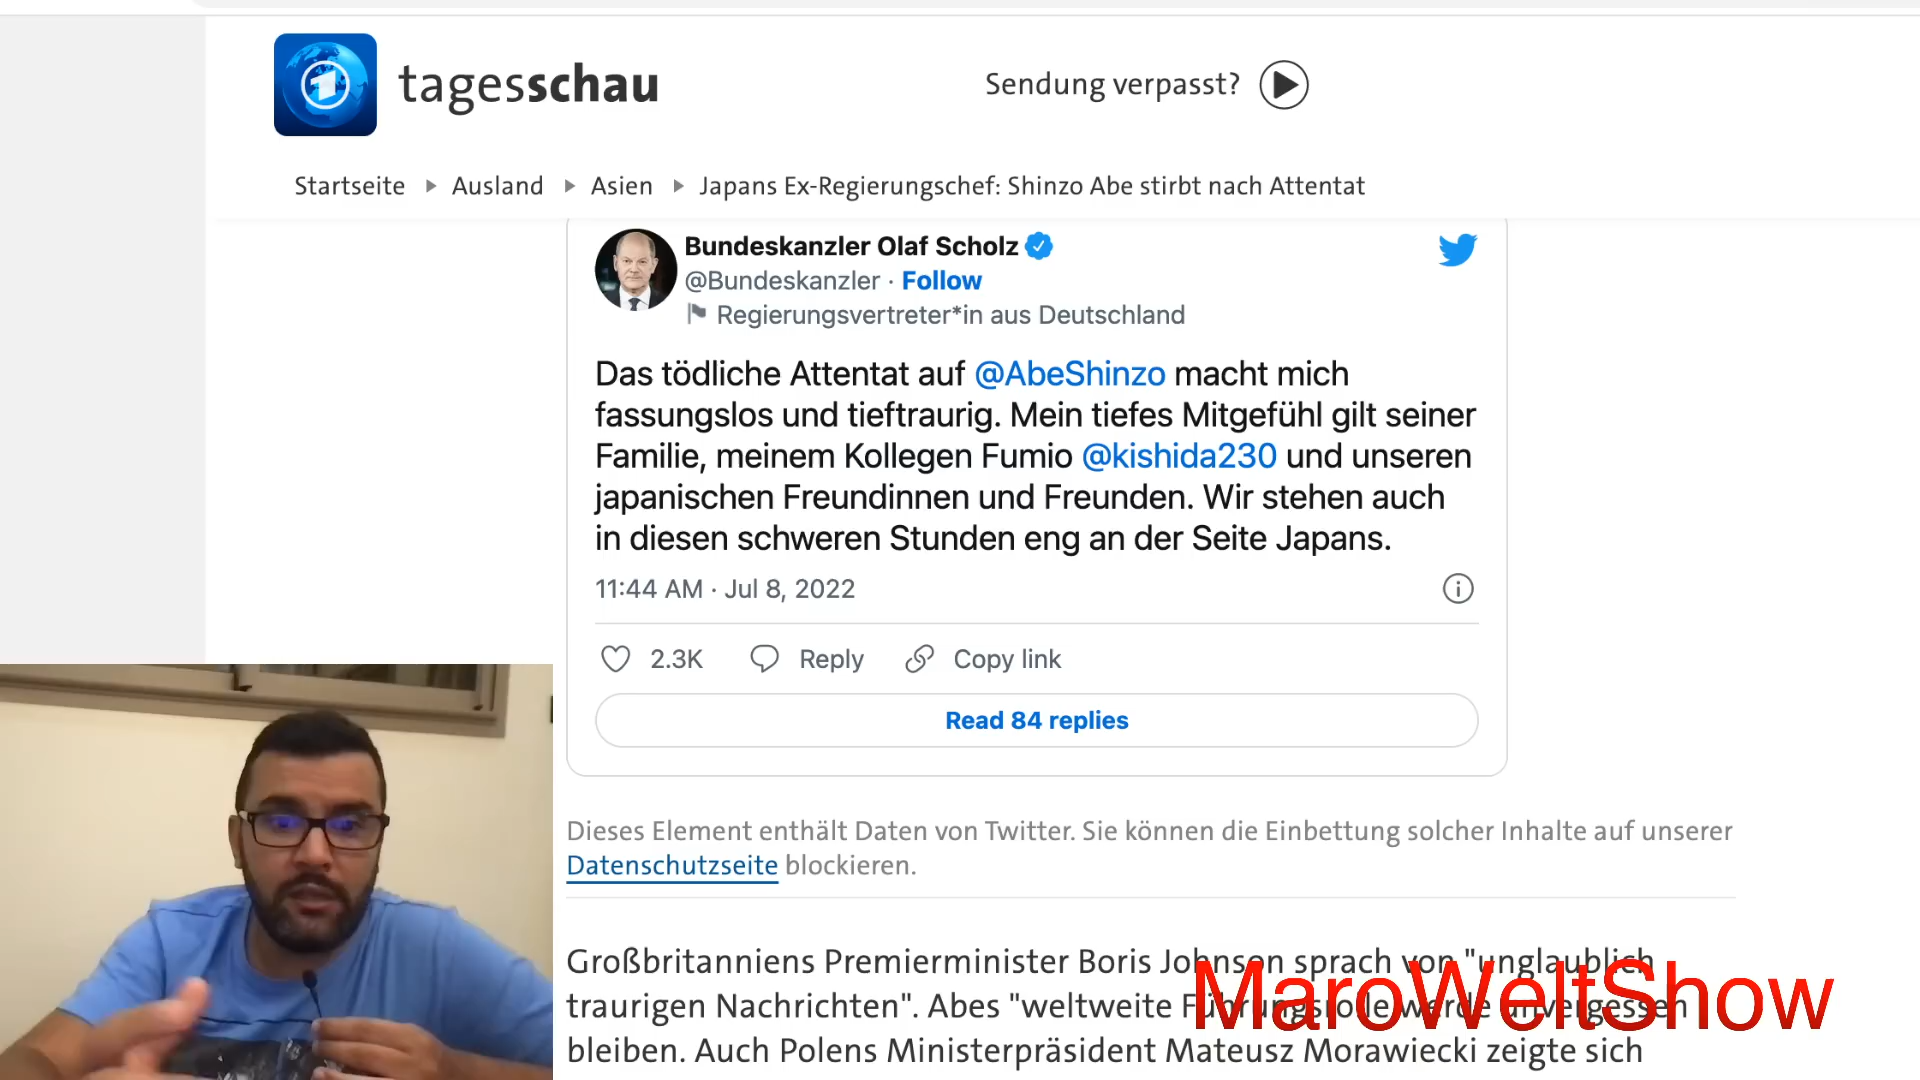 tagesschau
Sendung verpasst?
Startseite
Ausland
Asien
Japans Ex-Regierungschef: Shinzo Abe stirbt nach Attentat
Bundeskanzler Olaf Scholz
@Bundeskanzler · Follow
Regierungsvertreter*in aus Deutschland
Das tödliche Attentat auf @AbeShinzo macht mich
fassungslos und tieftraurig. Mein tiefes Mitgefühl gilt seiner
Familie, meinem Kollegen Fumio @kishida230 und unseren
japanischen Freundinnen und Freunden. Wir stehen auch
in diesen schweren Stunden eng an der Seite Japans.
11:44 AM · Jul 8, 2022
2.3K Reply Copy link
Read 84 replies
Dieses Element enthält Daten von Twitter. Sie können die Einbettung solcher Inhalte auf unserer
Datenschutzseite blockieren.
Großbritanniens Premierminister Boris Johnson sprach von "unglaublich
traurigen Nachrichten". Abes "weltweite Führungsrolle werde unvergessen
bleiben. Auch Polens Ministerpräsident Mateusz Morawiecki zeigte sich
MaroWeltShow